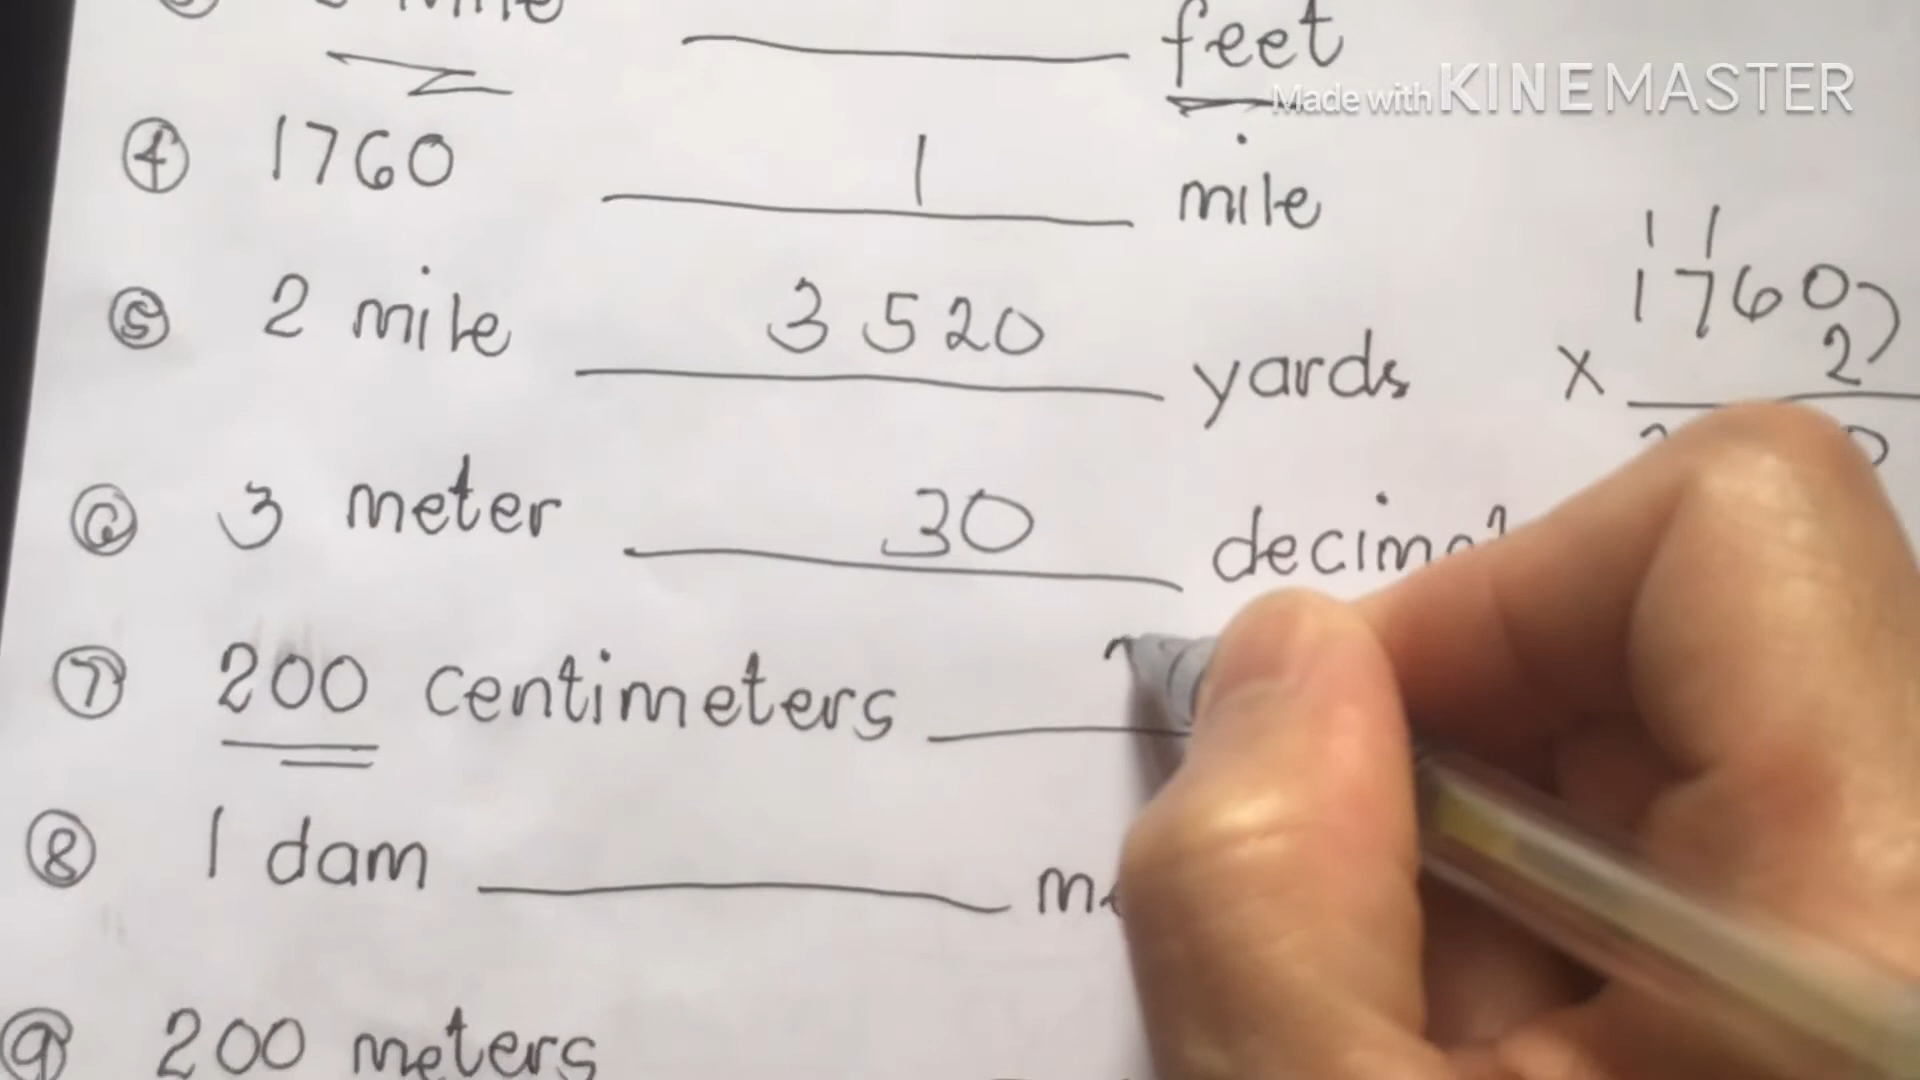 feet
Made with KINEMASTER
④ 1760 1 mile
1 1
1760
⑤ 2 mile 3520 yards
x 2
⑥ 3 meter 30
⑦ 200 centimeters
⑧ 1 dam
⑨ 200 meters